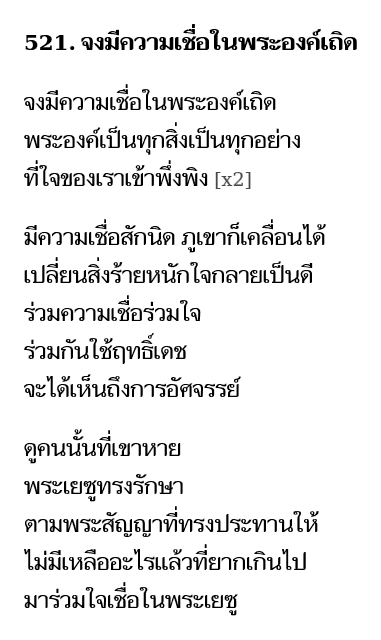 521. จงมีความเชื่อในพระองค์เถิด
จงมีความเชื่อในพระองค์เถิด
พระองค์เป็นทุกสิ่งเป็นทุกอย่าง
ที่ใจของเราเข้าพึ่งพิง [x2]
มีความเชื่อสักนิด ภูเขาก็เคลื่อนได้
เปลี่ยนสิ่งร้ายหนักใจกลายเป็นดี
ร่วมความเชื่อร่วมใจ
ร่วมกันใช้ฤทธิ์เดช
จะได้เห็นถึงการอัศจรรย์
ดูคนนั้นที่เขาหาย
พระเยซูทรงรักษา
ตามพระสัญญาที่ทรงประทานให้
ไม่มีเหลืออะไรแล้วที่ยากเกินไป
มาร่วมใจเชื่อในพระเยซู